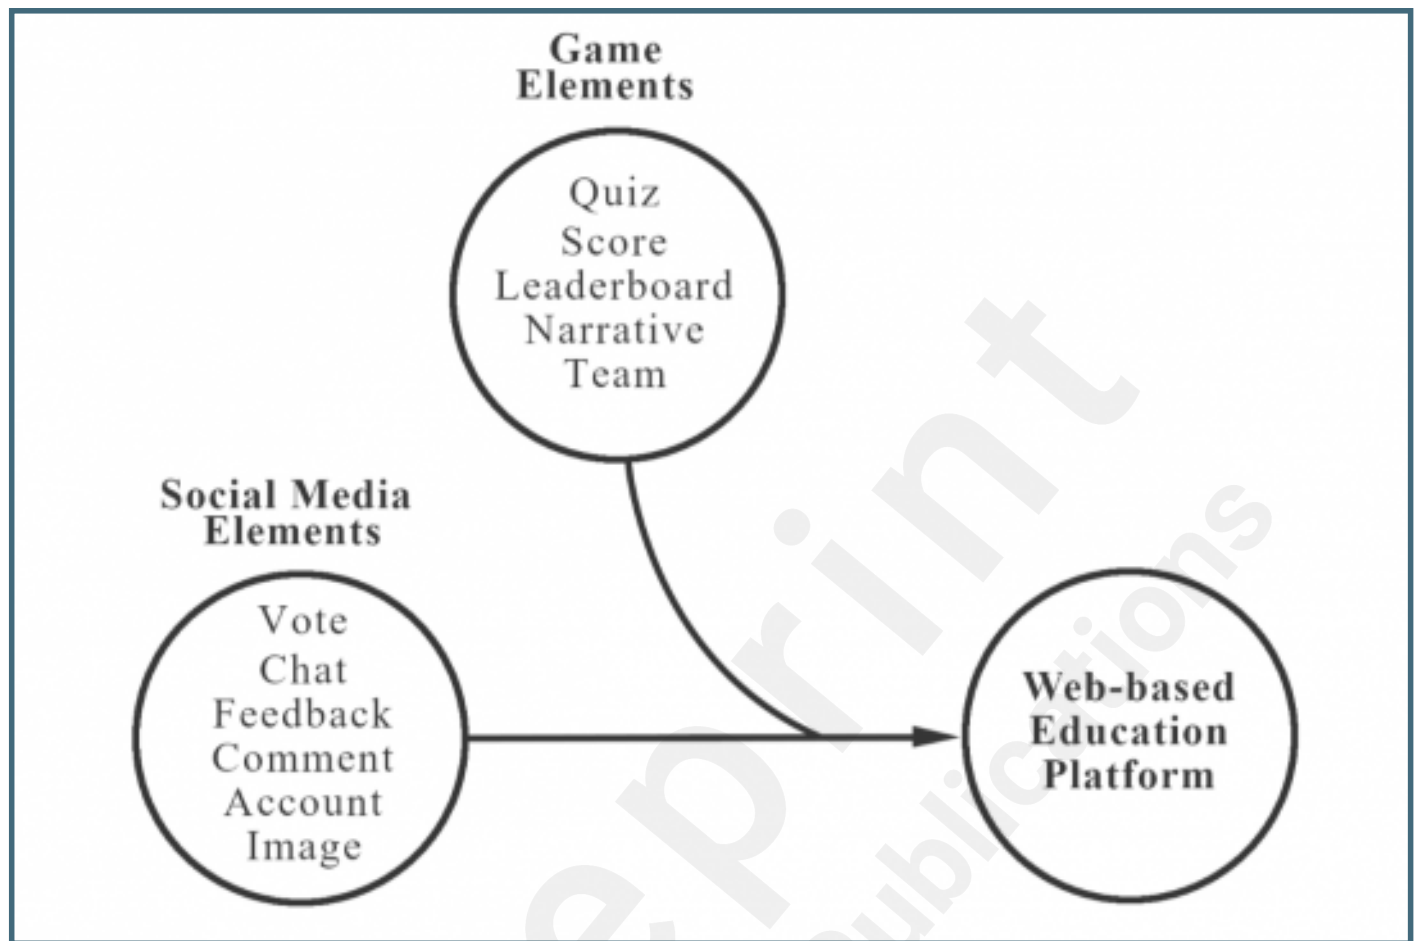 Game
Elements
Quiz
Score
Leaderboard
Narrative
Team
Social Media
Elements
Vote
Chat
Feedback
Comment
Account
Image
Web-based
Education
Platform